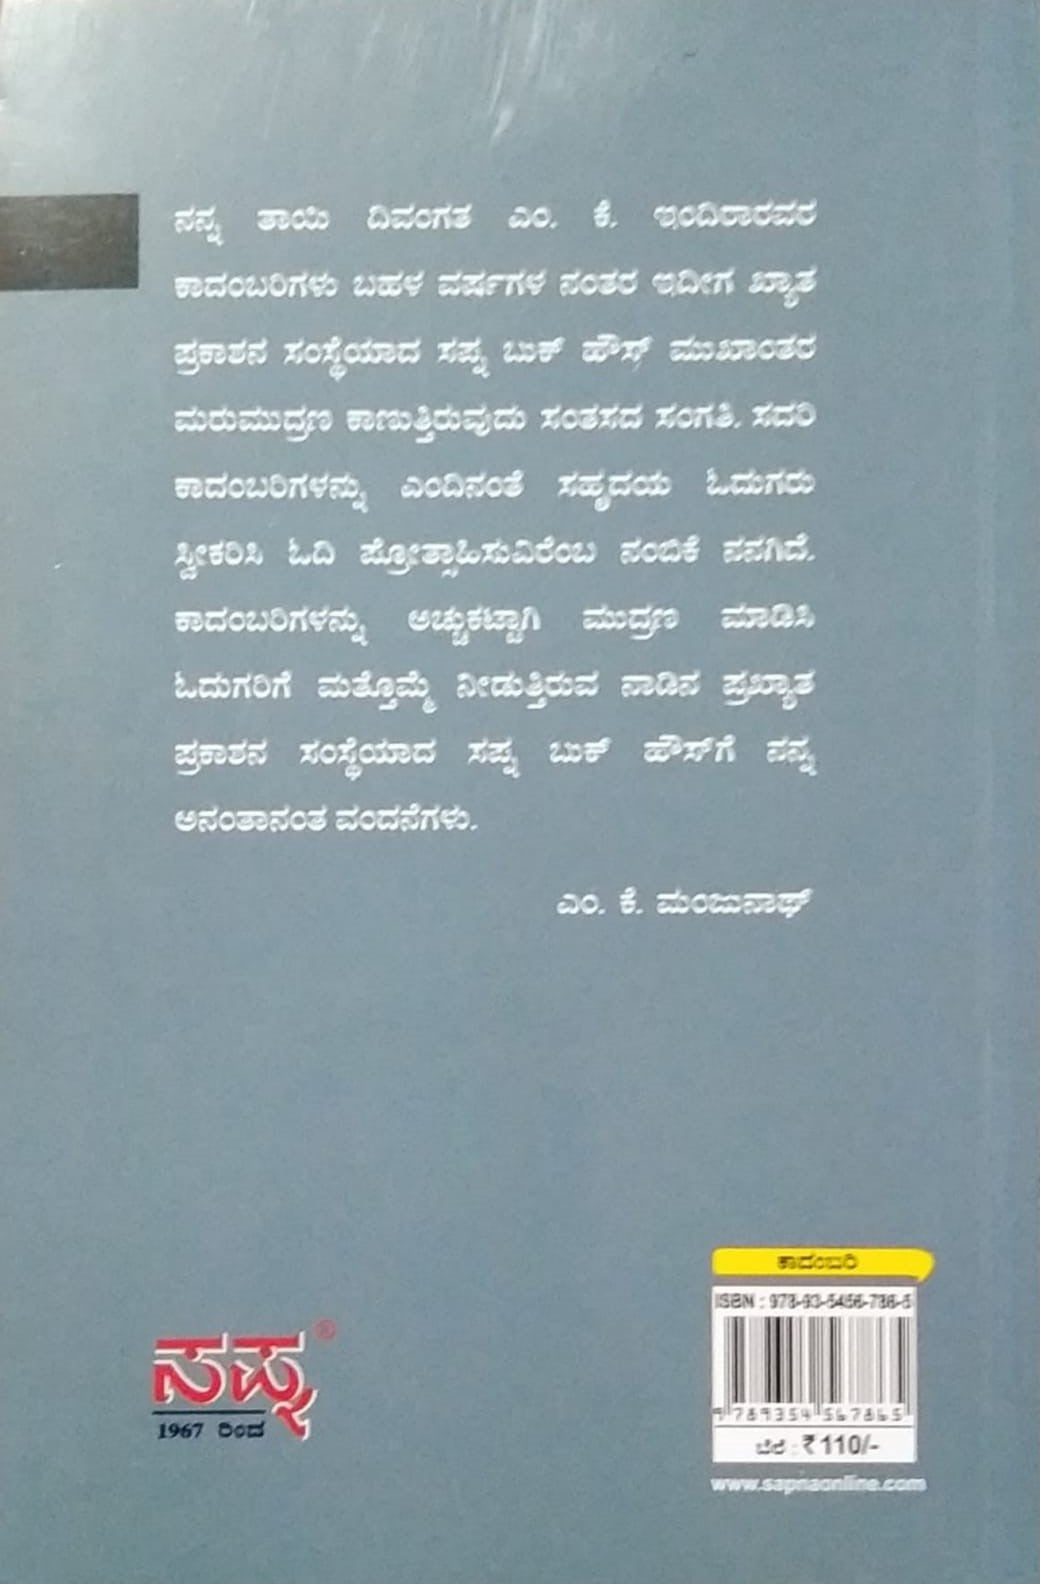 ನನ್ನ ತಾಯಿ ದಿವಂಗತ ಎಂ. ಕೆ. ಇಂದಿರಾರವರ
ಕಾದಂಬರಿಗಳು ಬಹಳ ವರ್ಷಗಳ ನಂತರ ಇದೀಗ ಖ್ಯಾತ
ಪ್ರಕಾಶನ ಸಂಸ್ಥೆಯಾದ ಸಪ್ನ ಬುಕ್ ಹೌಸ್ ಮುಖಾಂತರ
ಮರುಮುದ್ರಣ ಕಾಣುತ್ತಿರುವುದು ಸಂತಸದ ಸಂಗತಿ. ಸದರಿ
ಕಾದಂಬರಿಗಳನ್ನು ಎಂದಿನಂತೆ ಸಹೃದಯ ಓದುಗರು
ಸ್ವೀಕರಿಸಿ ಓದಿ ಪ್ರೋತ್ಸಾಹಿಸುವಿರೆಂಬ ನಂಬಿಕೆ ನನಗಿದೆ.
ಕಾದಂಬರಿಗಳನ್ನು ಅಚ್ಚುಕಟ್ಟಾಗಿ ಮುದ್ರಣ ಮಾಡಿಸಿ
ಓದುಗರಿಗೆ ಮತ್ತೊಮ್ಮೆ ನೀಡುತ್ತಿರುವ ನಾಡಿನ ಪ್ರಖ್ಯಾತ
ಪ್ರಕಾಶನ ಸಂಸ್ಥೆಯಾದ ಸಪ್ನ ಬುಕ್ ಹೌಸ್‌ಗೆ ನನ್ನ
ಅನಂತಾನಂತ ವಂದನೆಗಳು.
ಎಂ. ಕೆ. ಮಂಜುನಾಥ್
ಕಾದಂಬರಿ
ISBN : 978-93-5456-786-5
9 789354 567865
ಬೆಲೆ : ₹ 110/-
www.sapnaonline.com
ಸಪ್ನ ®
1967 ರಿಂದ